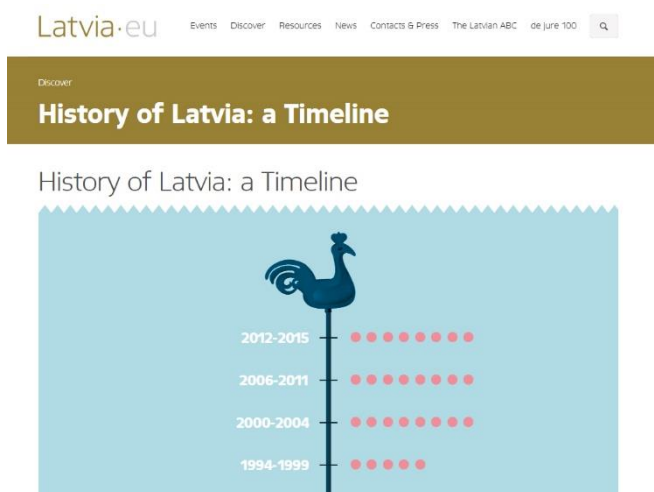 Latvia·eu
Events Discover Resources News Contacts & Press The Latvian ABC de jure 100
Discover
History of Latvia: a Timeline
History of Latvia: a Timeline
2012-2015
2006-2011
2000-2004
1994-1999